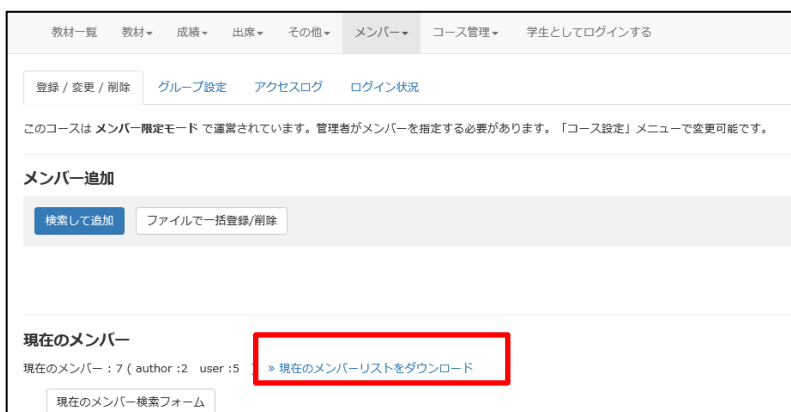 教材一覧 教材▾ 成績▾ 出席▾ その他▾ メンバー▾ コース管理▾ 学生としてログインする
登録 / 変更 / 削除 グループ設定 アクセスログ ログイン状況
このコースは メンバー限定モード で運営されています。管理者がメンバーを指定する必要があります。「コース設定」メニューで変更可能です。
メンバー追加
検索して追加 ファイルで一括登録/削除
現在のメンバー
現在のメンバー : 7 ( author :2 user :5 ) » 現在のメンバーリストをダウンロード
現在のメンバー検索フォーム